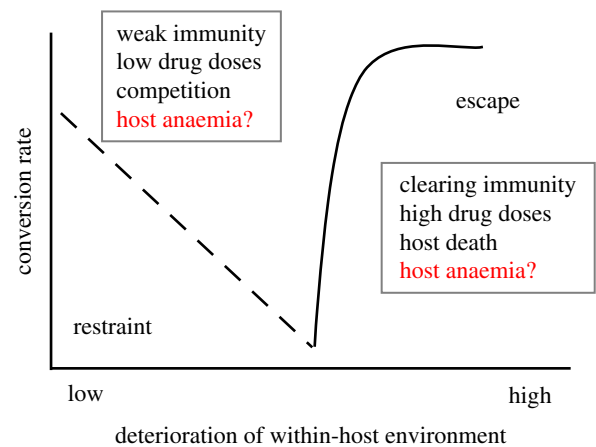 weak immunity
low drug doses
competition
host anaemia?
escape
clearing immunity
high drug doses
host death
host anaemia?
conversion rate
restraint
low
high
deterioration of within-host environment